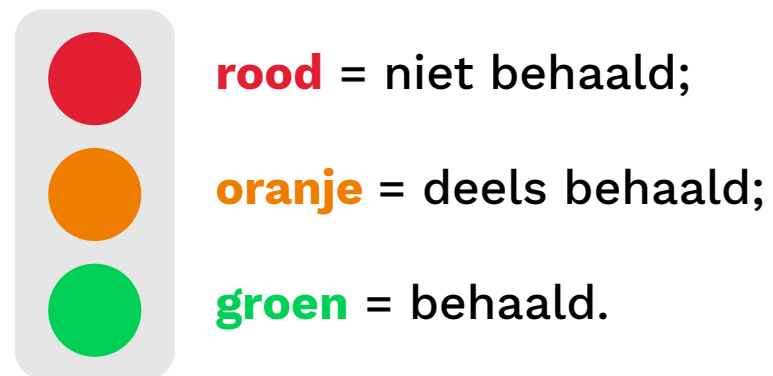 rood = niet behaald;
oranje = deels behaald;
groen = behaald.